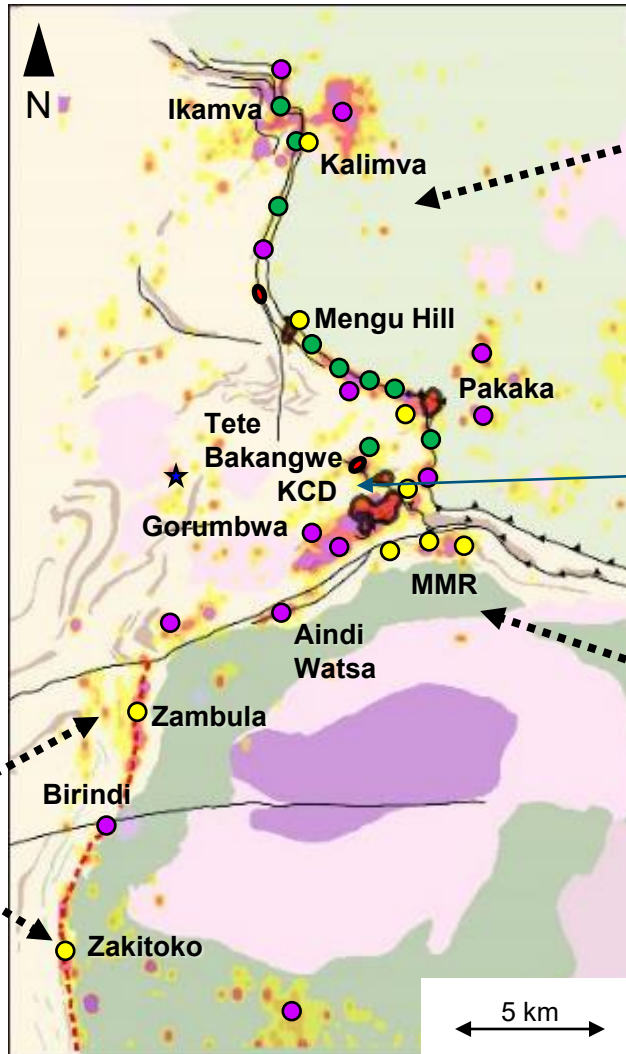 N
Ikamva
Kalimva
Mengu Hill
Pakaka
Tete
Bakangwe
KCD
Gorumbwa
MMR
Aindi
Watsa
Zambula
Birindi
Zakitoko
5 km